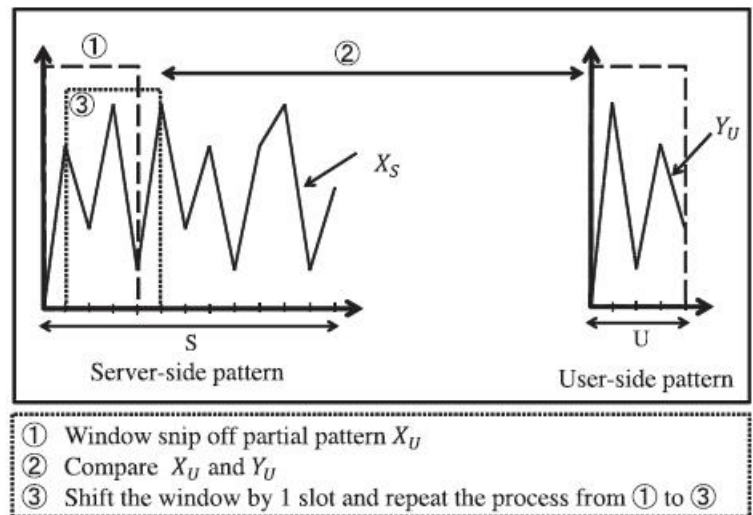 ①
②
③
X_S
Y_U
S
U
Server-side pattern
User-side pattern
① Window snip off partial pattern X_U
② Compare X_U and Y_U
③ Shift the window by 1 slot and repeat the process from ① to ③